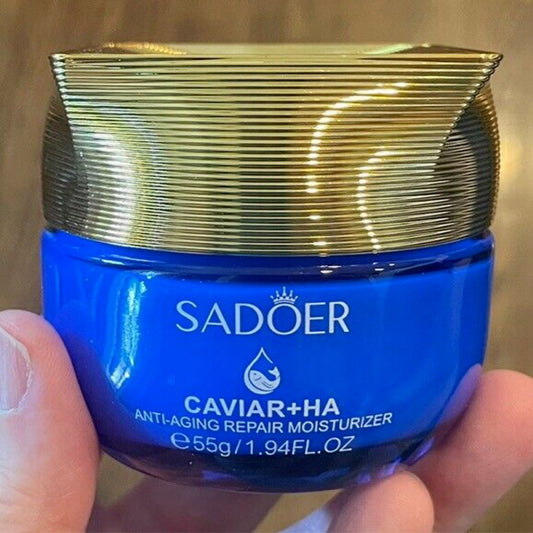 SADOER
CAVIAR+HA
ANTI-AGING REPAIR MOISTURIZER
℮55g/1.94FL.OZ